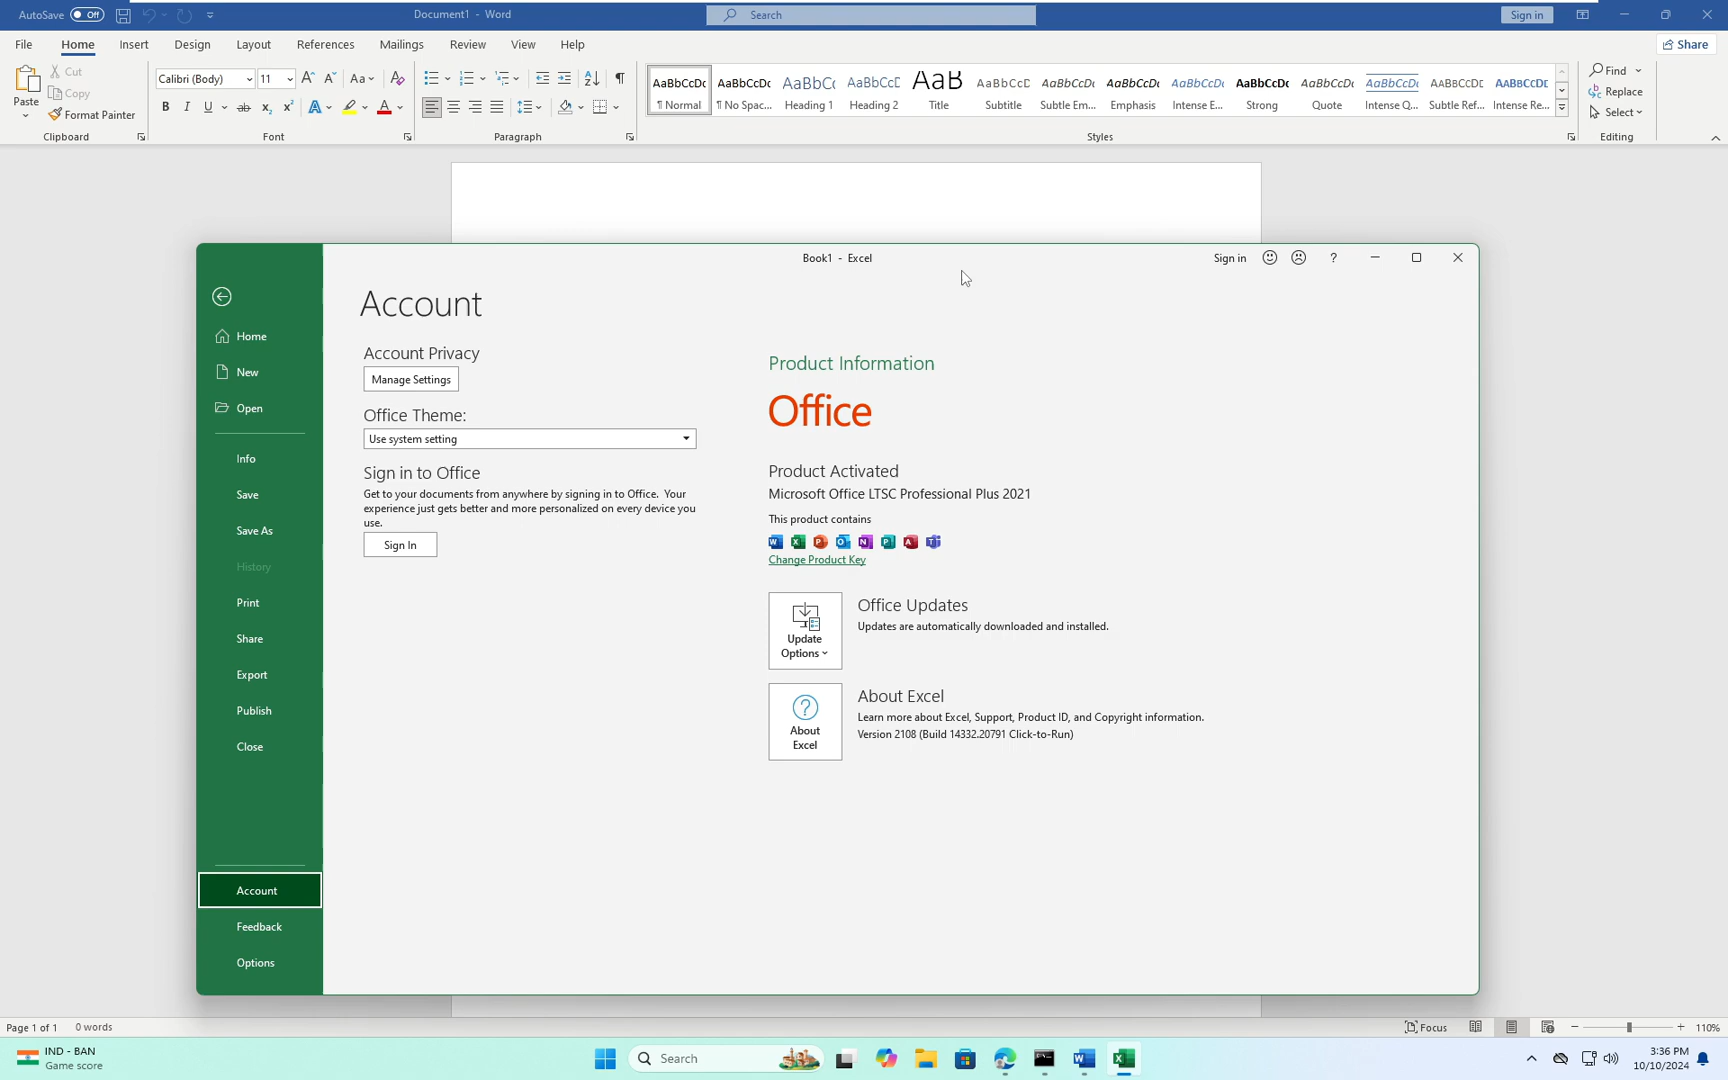 AutoSave Off
Document1 - Word
Search
Sign in
File Home Insert Design Layout References Mailings Review View Help
Share
Paste
Cut
Copy
Format Painter
Clipboard
Calibri (Body) 11
Font
Paragraph
AaBbCcDc AaBbCcDc AaBbCc AaBbCcD AaB AaBbCcD AaBbCcDc AaBbCcDc AaBbCcDc AaBbCcDc AaBbCcDc AaBbCcDc AABBCCDC AABBCCDC
¶ Normal ¶ No Spac... Heading 1 Heading 2 Title Subtitle Subtle Em... Emphasis Intense E... Strong Quote Intense Q... Subtle Ref... Intense Re...
Styles
Find
Replace
Select
Editing
Book1 - Excel
Sign in
Home
New
Open
Info
Save
Save As
History
Print
Share
Export
Publish
Close
Account
Feedback
Options
Account
Account Privacy
Manage Settings
Office Theme:
Use system setting
Sign in to Office
Get to your documents from anywhere by signing in to Office. Your
experience just gets better and more personalized on every device you
use.
Sign In
Product Information
Office
Product Activated
Microsoft Office LTSC Professional Plus 2021
This product contains
Change Product Key
Update
Options
Office Updates
Updates are automatically downloaded and installed.
About
Excel
About Excel
Learn more about Excel, Support, Product ID, and Copyright information.
Version 2108 (Build 14332.20791 Click-to-Run)
Page 1 of 1 0 words
Focus
110%
IND - BAN
Game score
Search
3:36 PM
10/10/2024